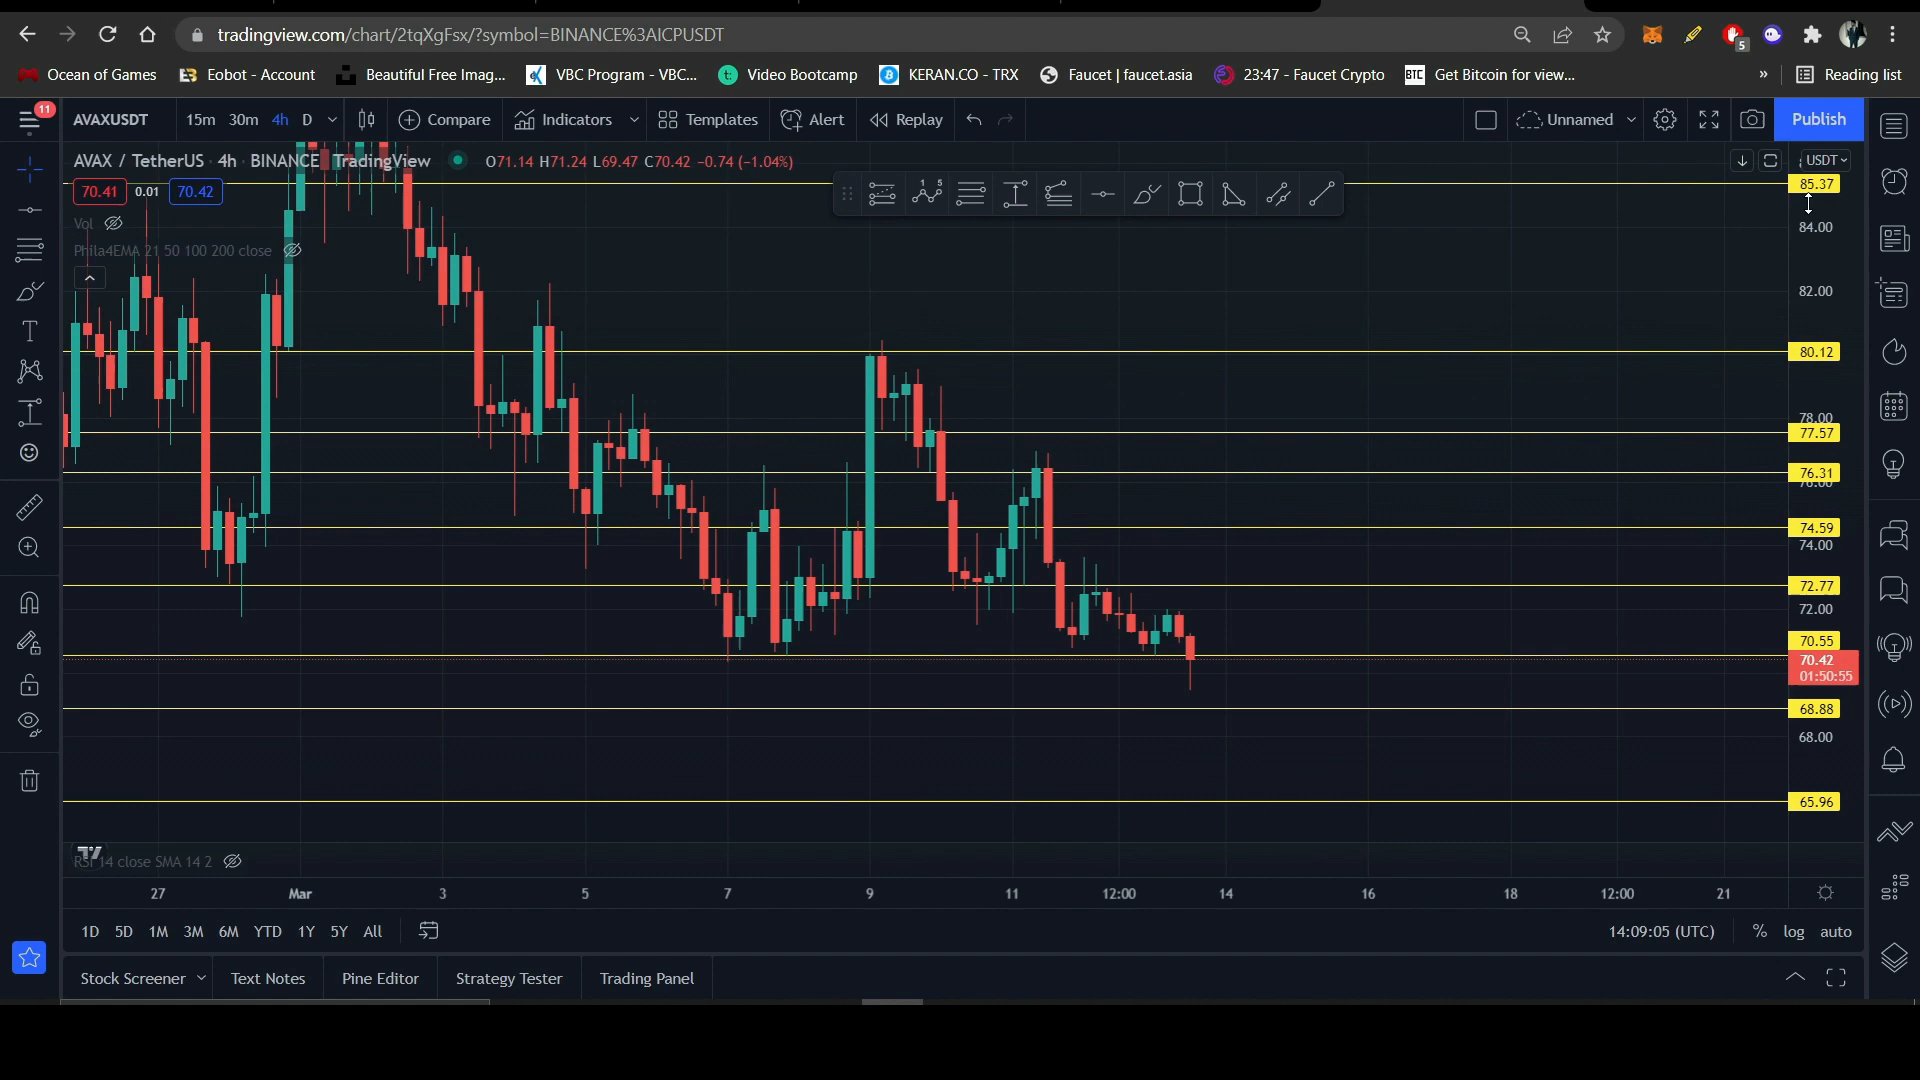 tradingview.com/chart/2tqXgFsx/?symbol=BINANCE%3AICPUSDT
5
Ocean of Games
Eobot - Account
Beautiful Free Imag...
VBC Program - VBC...
Video Bootcamp
KERAN.CO - TRX
Faucet | faucet.asia
23:47 - Faucet Crypto
BTC
Get Bitcoin for view...
»
Reading list
11
AVAXUSDT
15m
30m
4h
D
Compare
Indicators
Templates
Alert
Replay
Unnamed
Publish
AVAX / TetherUS · 4h · BINANCE · TradingView
O71.14 H71.24 L69.47 C70.42 −0.74 (−1.04%)
USDT
70.41
0.01
70.42
Vol
Phila4EMA 21 50 100 200 close
85.37
84.00
82.00
80.12
78.00
77.57
76.31
76.00
74.59
74.00
72.77
72.00
70.55
70.42
01:50:55
68.88
68.00
65.96
RSI 14 close SMA 14 2
27
Mar
3
5
7
9
11
12:00
14
16
18
12:00
21
1D
5D
1M
3M
6M
YTD
1Y
5Y
All
14:09:05 (UTC)
%
log
auto
Stock Screener
Text Notes
Pine Editor
Strategy Tester
Trading Panel